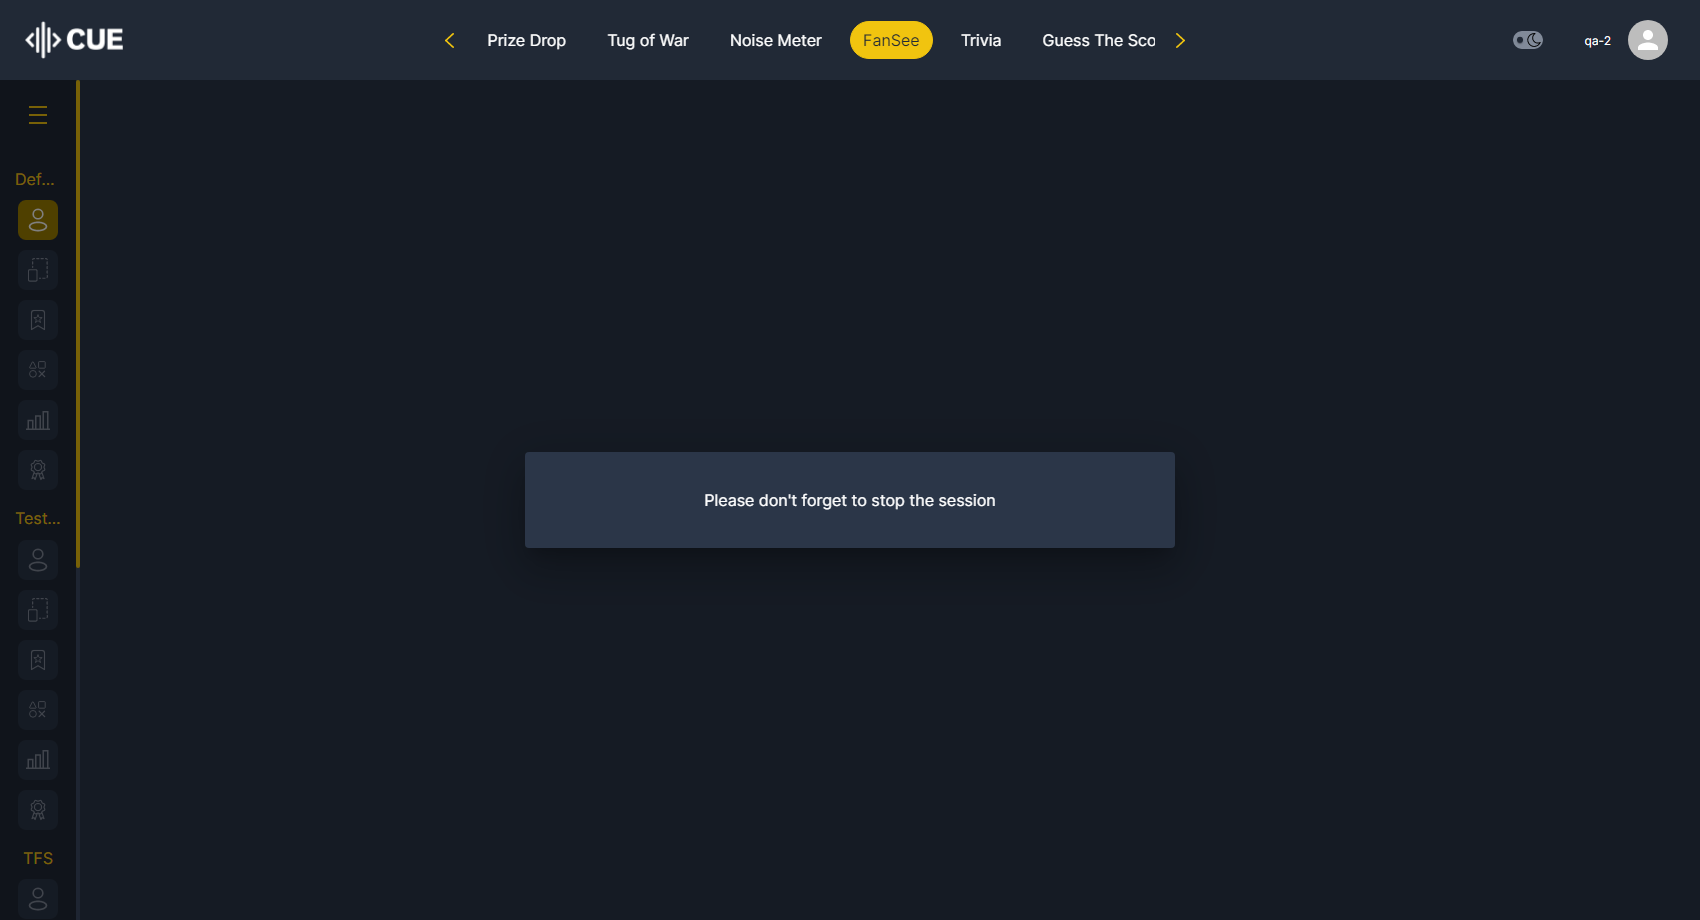 CUE
Prize Drop
Tug of War
Noise Meter
FanSee
Trivia
Guess The Sco
qa-2
Def...
Test...
TFS
Please don't forget to stop the session